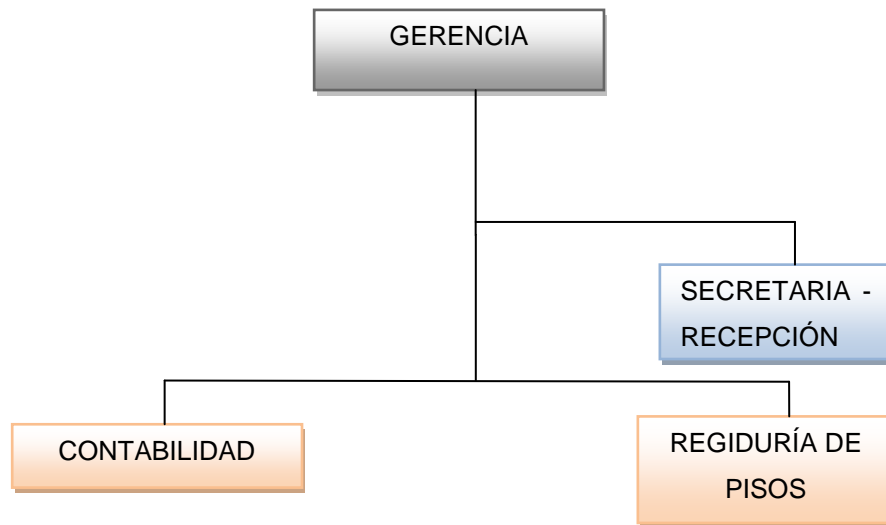 GERENCIA
SECRETARIA -
RECEPCIÓN
CONTABILIDAD
REGIDURÍA DE
PISOS